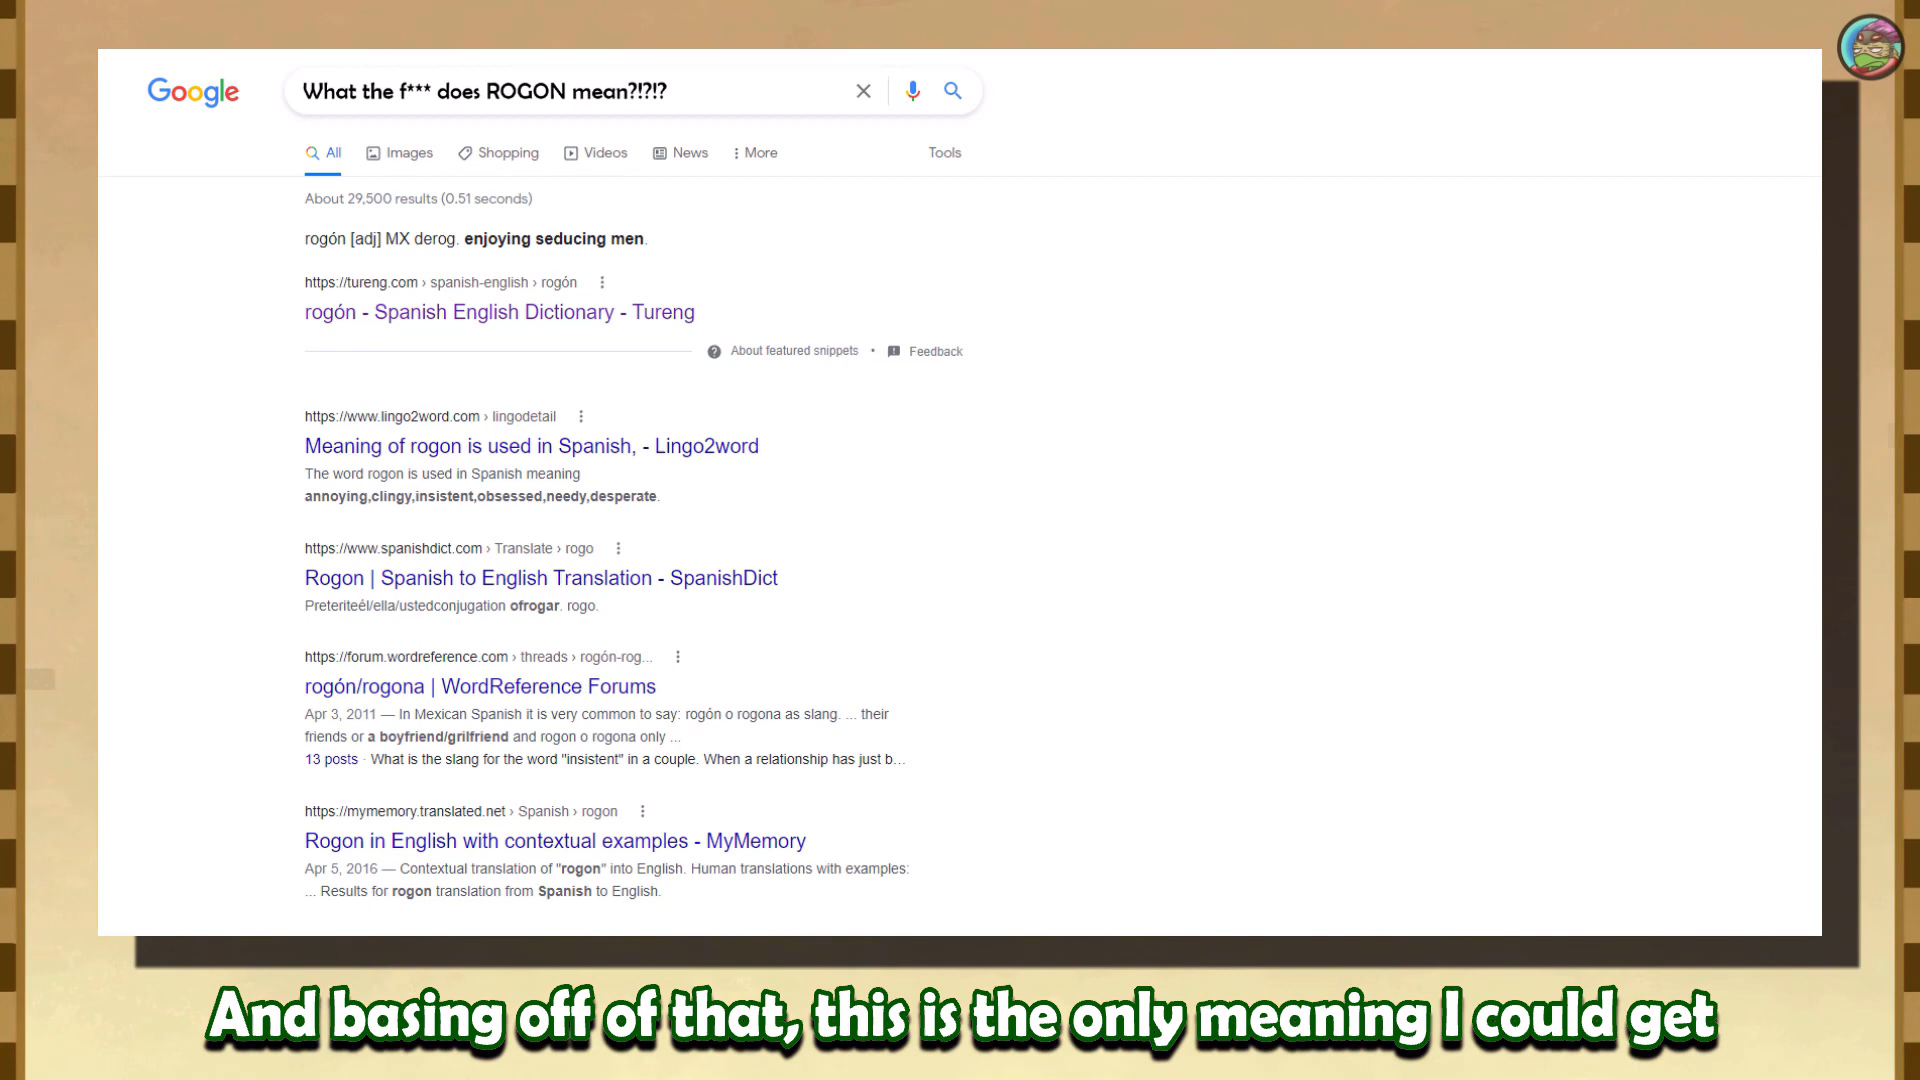 Google
What the f*** does ROGON mean?!?!?
All Images Shopping Videos News More Tools
About 29,500 results (0.51 seconds)
rogón [adj] MX derog. enjoying seducing men.
https://tureng.com › spanish-english › rogón
rogón - Spanish English Dictionary - Tureng
About featured snippets • Feedback
https://www.lingo2word.com › lingodetail
Meaning of rogon is used in Spanish, - Lingo2word
The word rogon is used in Spanish meaning
annoying,clingy,insistent,obsessed,needy,desperate.
https://www.spanishdict.com › Translate › rogo
Rogon | Spanish to English Translation - SpanishDict
Preteriteél/ella/ustedconjugation ofrogar. rogo.
https://forum.wordreference.com › threads › rogón-rog...
rogón/rogona | WordReference Forums
Apr 3, 2011 — In Mexican Spanish it is very common to say: rogón o rogona as slang. ... their
friends or a boyfriend/grilfriend and rogon o rogona only ...
13 posts · What is the slang for the word "insistent" in a couple. When a relationship has just b...
https://mymemory.translated.net › Spanish › rogon
Rogon in English with contextual examples - MyMemory
Apr 5, 2016 — Contextual translation of "rogon" into English. Human translations with examples:
... Results for rogon translation from Spanish to English.
And basing off of that, this is the only meaning I could get